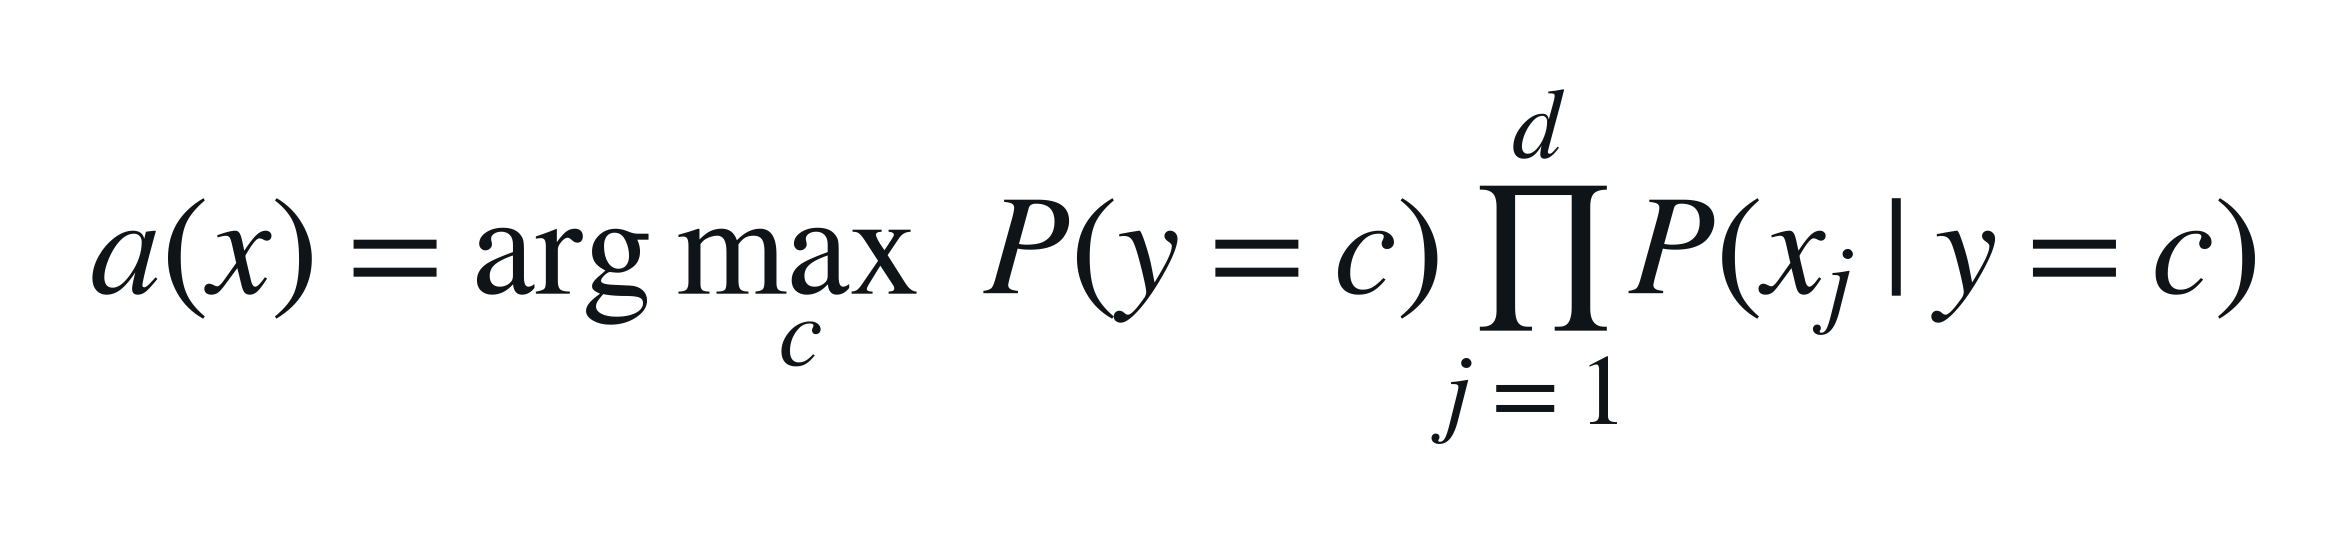 a(x) = arg max_c P(y = c) ∏_{j = 1}^{d} P(x_j | y = c)